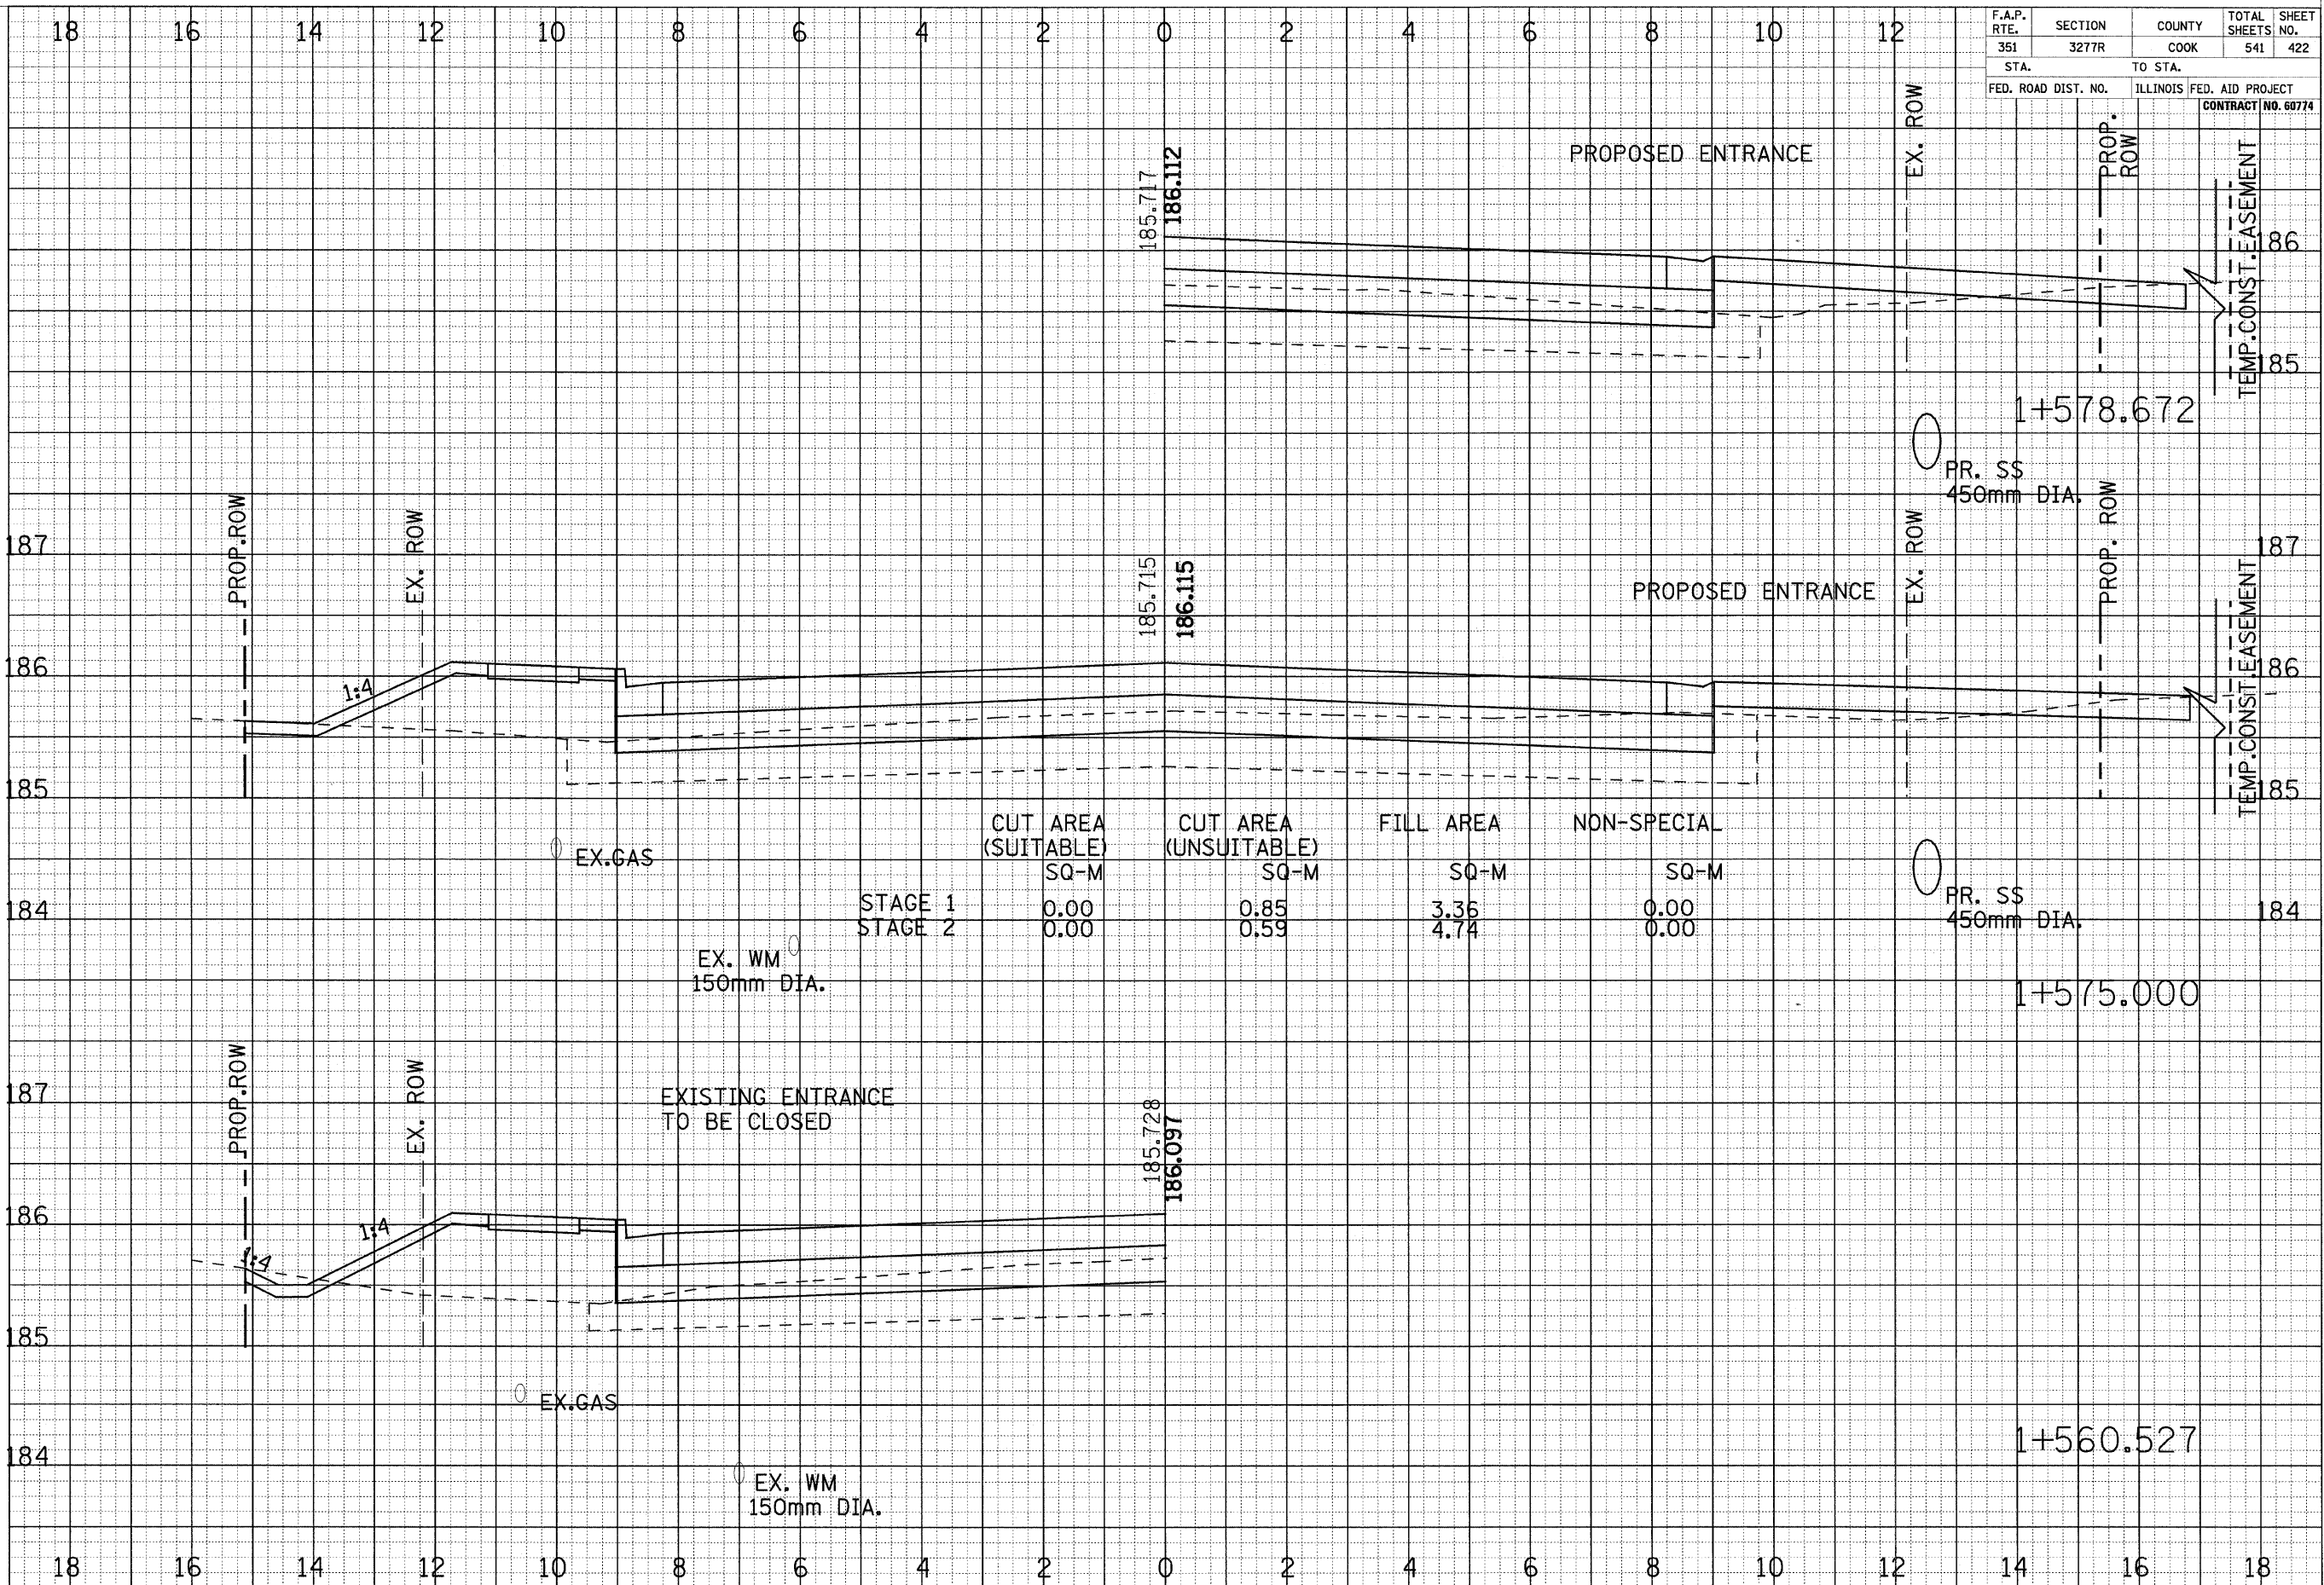 18 16 14 12 10 8 6 4 2 0 2 4 6 8 10 12
F.A.P. RTE. SECTION COUNTY TOTAL SHEETS SHEET NO.
351 3277R COOK 541 422
STA. TO STA.
FED. ROAD DIST. NO. ILLINOIS FED. AID PROJECT
CONTRACT NO. 60774
185.717
186.112
PROPOSED ENTRANCE
EX. ROW
PROP.
ROW
TEMP.CONST.EASEMENT
186
185
1+578.672
PR. SS
450mm DIA.
PROP.ROW
EX. ROW
185.715
186.115
PROPOSED ENTRANCE
EX. ROW
PROP. ROW
TEMP.CONST.EASEMENT
187 187
186 186
1:4
185 185
CUT AREA CUT AREA FILL AREA NON-SPECIAL
(SUITABLE) (UNSUITABLE)
SQ-M SQ-M SQ-M SQ-M
STAGE 1 0.00 0.85 3.36 0.00
STAGE 2 0.00 0.59 4.74 0.00
EX.GAS
184 184
PR. SS
450mm DIA.
EX. WM
150mm DIA.
1+575.000
PROP.ROW
EX. ROW
187
EXISTING ENTRANCE
TO BE CLOSED
185.728
186.097
186
1:4
1:4
185
EX.GAS
184
1+560.527
EX. WM
150mm DIA.
18 16 14 12 10 8 6 4 2 0 2 4 6 8 10 12 14 16 18